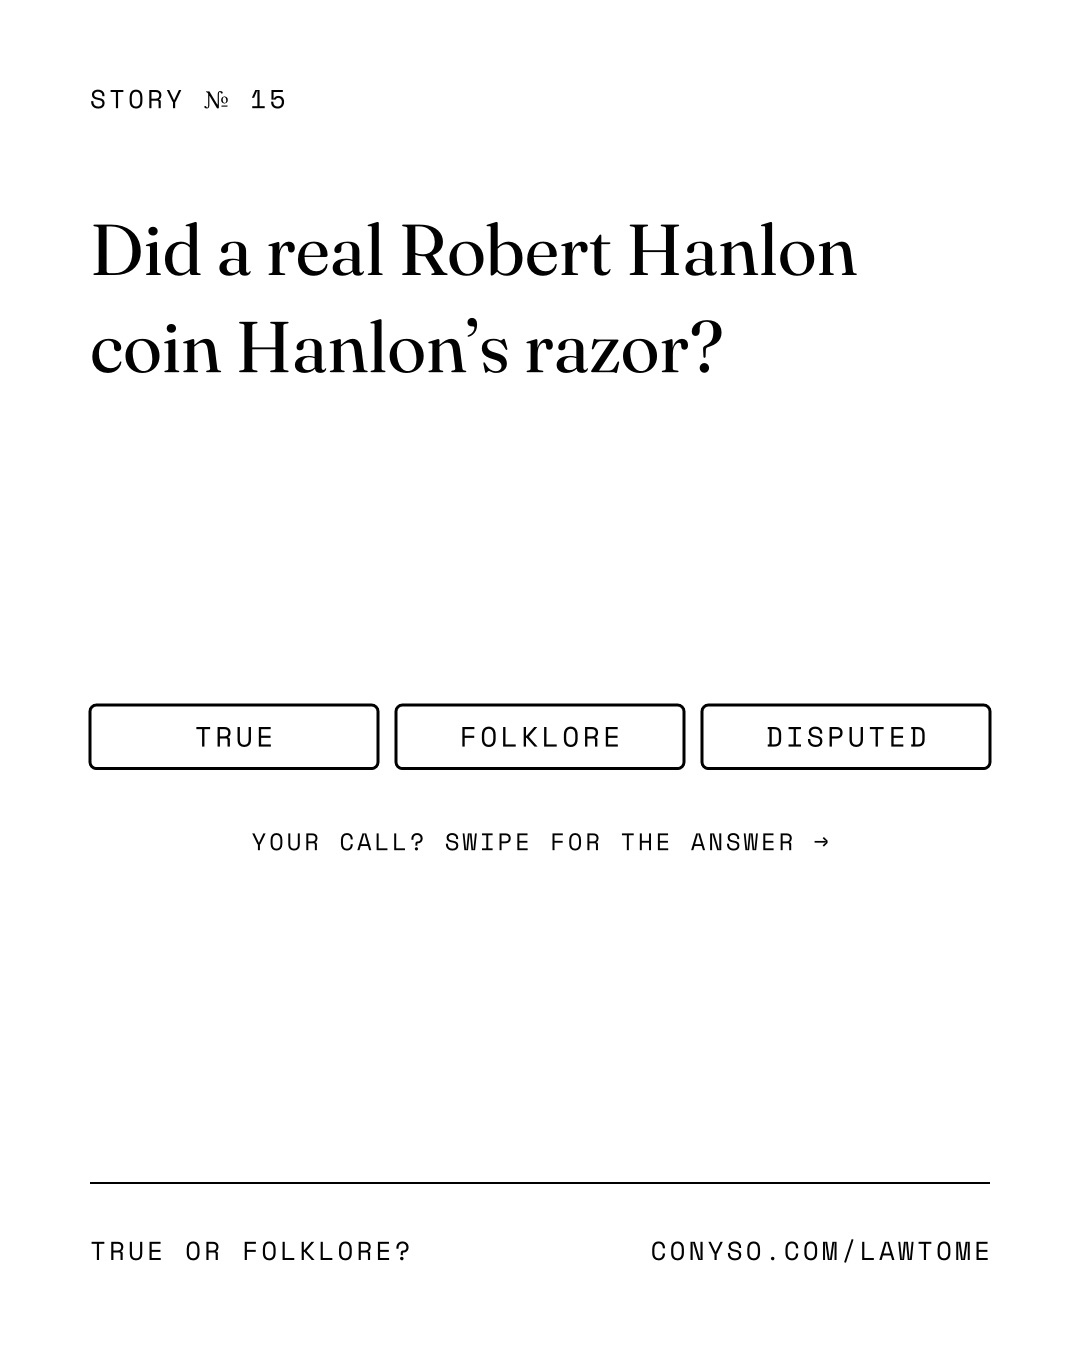 STORY № 15
Did a real Robert Hanlon
coin Hanlon’s razor?
TRUE
FOLKLORE
DISPUTED
YOUR CALL? SWIPE FOR THE ANSWER →
TRUE OR FOLKLORE?
CONYSO.COM/LAWTOME